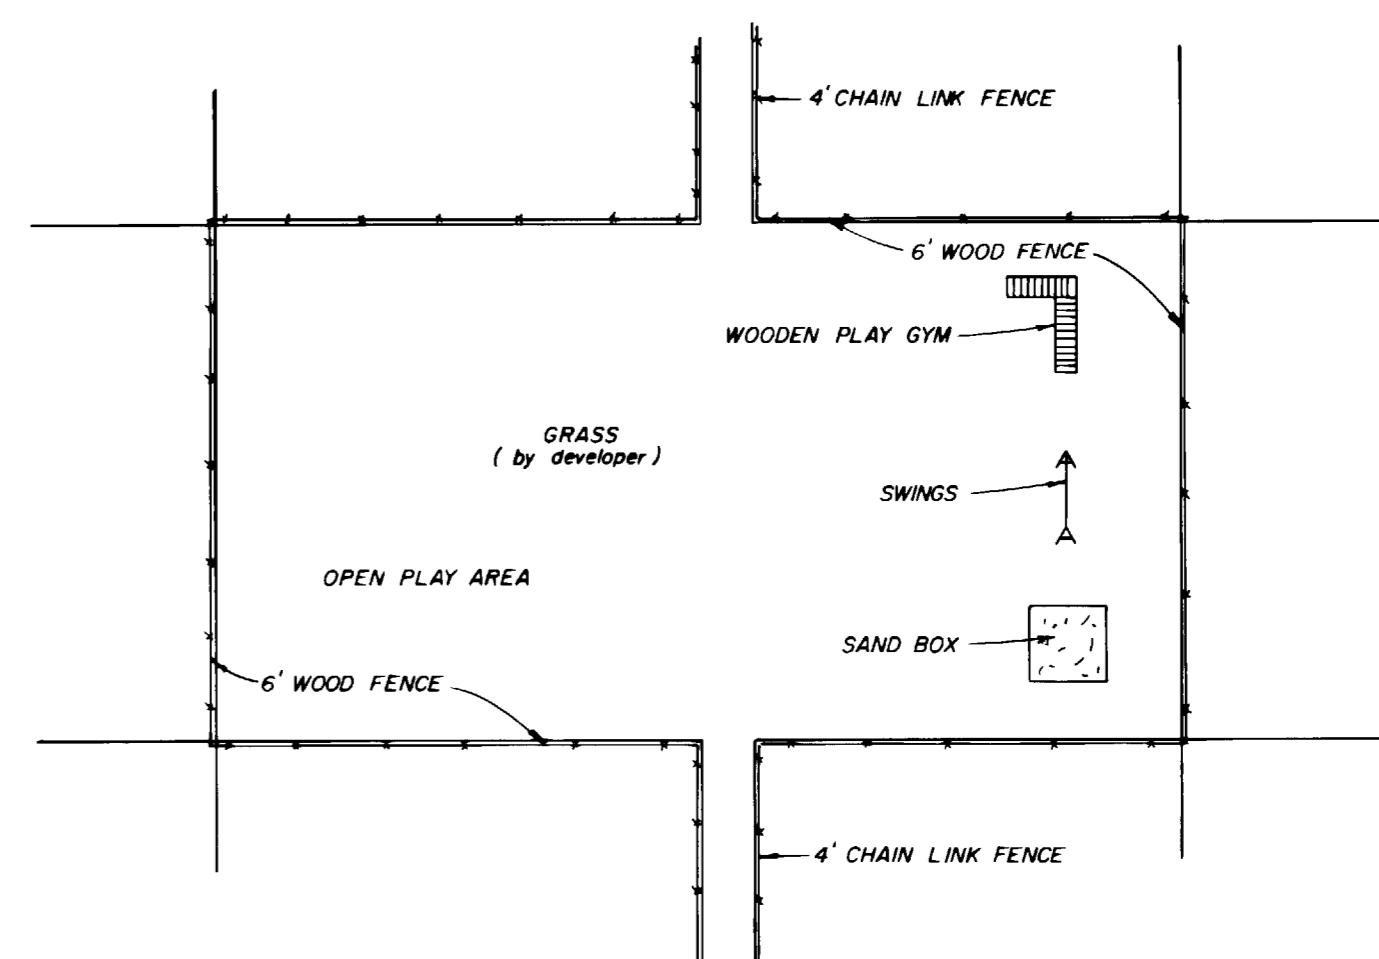 4' CHAIN LINK FENCE
6' WOOD FENCE
WOODEN PLAY GYM
GRASS
( by developer )
SWINGS
OPEN PLAY AREA
SAND BOX
6' WOOD FENCE
4' CHAIN LINK FENCE